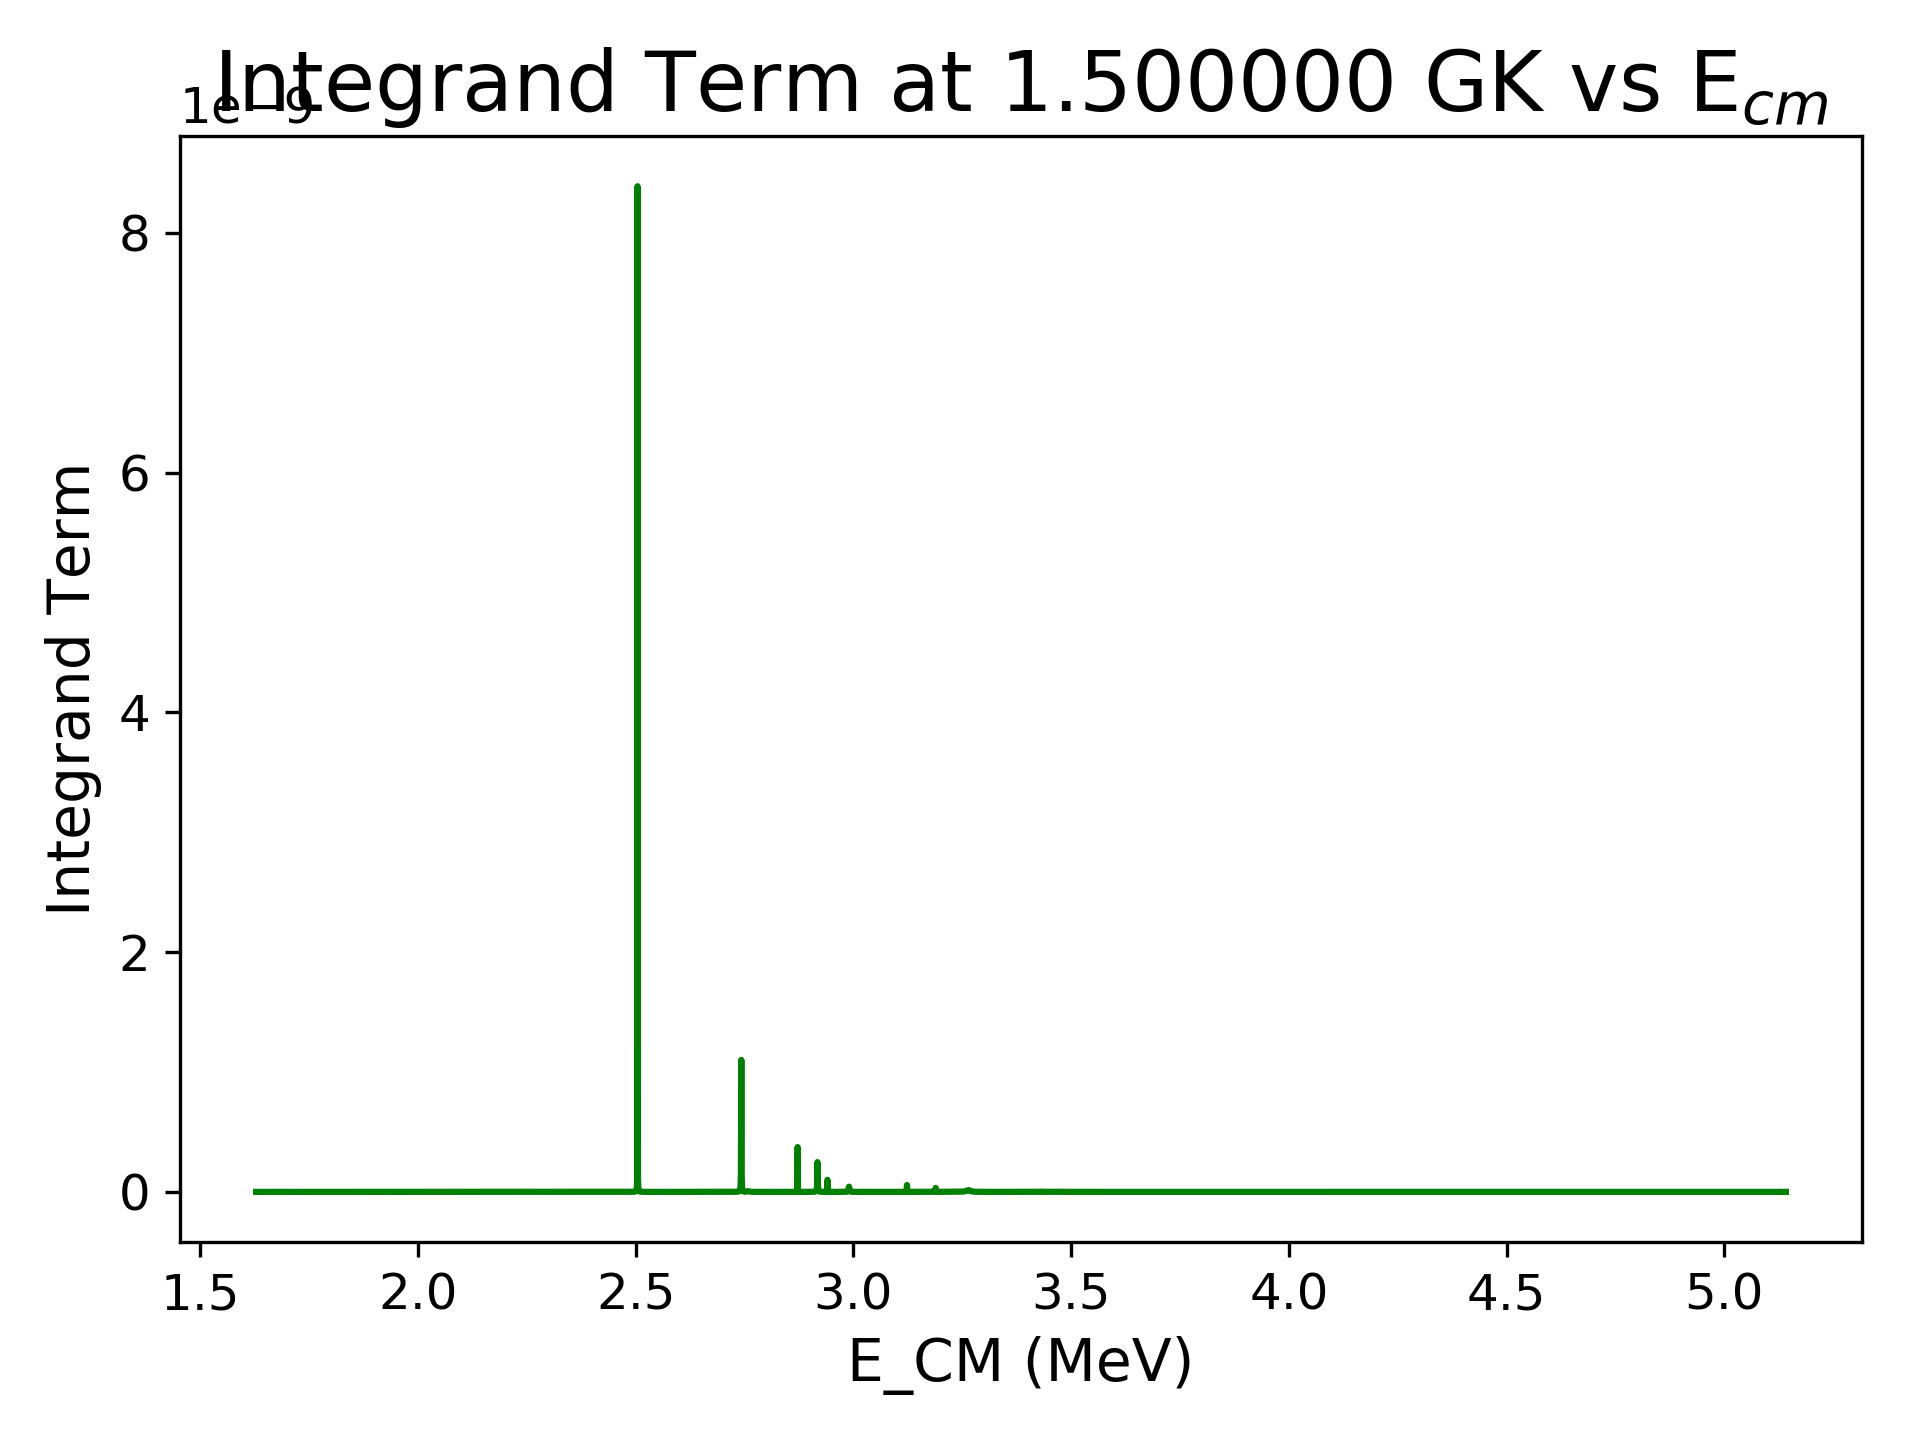 Integrand Term at 1.500000 GK vs E_cm
1e−9
8
6
4
2
0
Integrand Term
1.5 2.0 2.5 3.0 3.5 4.0 4.5 5.0
E_CM (MeV)